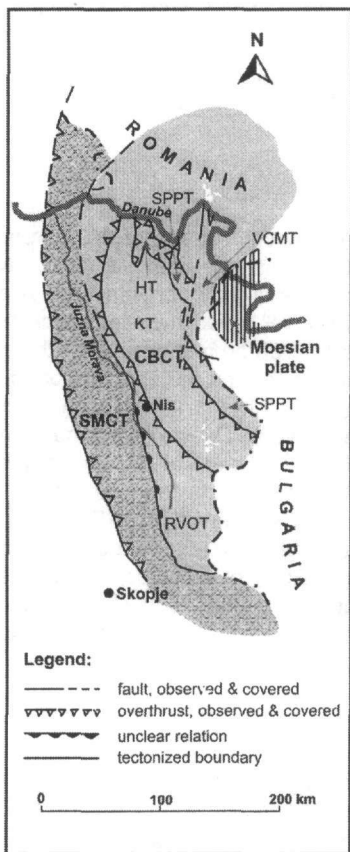 N
ROMANIA
SPPT
Danube
VCMT
HT
Juzna Morava
KT
Moesian
plate
CBCT
Nis
SPPT
SMCT
BULGARIA
RVOT
Skopje
Legend:
fault, observed & covered
overthrust, observed & covered
unclear relation
tectonized boundary
0 100 200 km